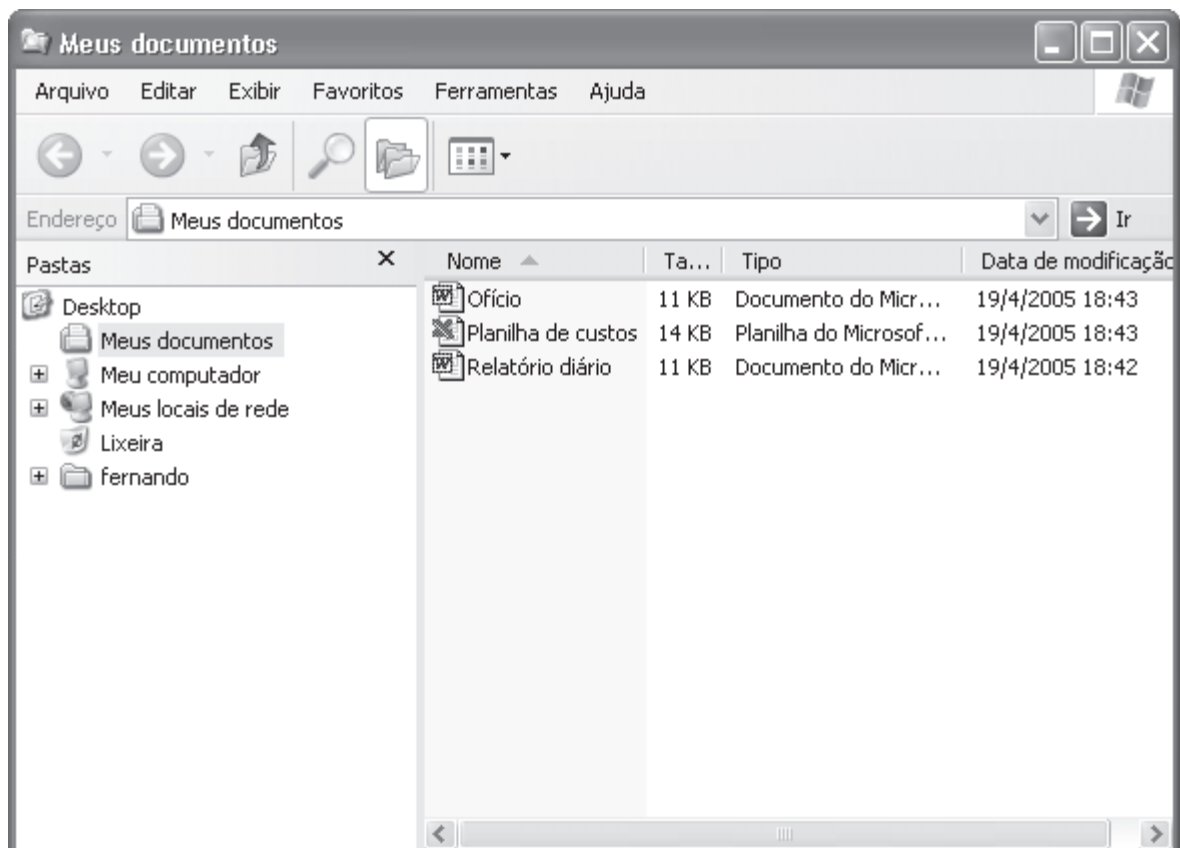 Meus documentos
Arquivo Editar Exibir Favoritos Ferramentas Ajuda
Endereço Meus documentos Ir
Pastas
Desktop
Meus documentos
Meu computador
Meus locais de rede
Lixeira
fernando
Nome Ta... Tipo Data de modificação
Ofício 11 KB Documento do Micr... 19/4/2005 18:43
Planilha de custos 14 KB Planilha do Microsof... 19/4/2005 18:43
Relatório diário 11 KB Documento do Micr... 19/4/2005 18:42